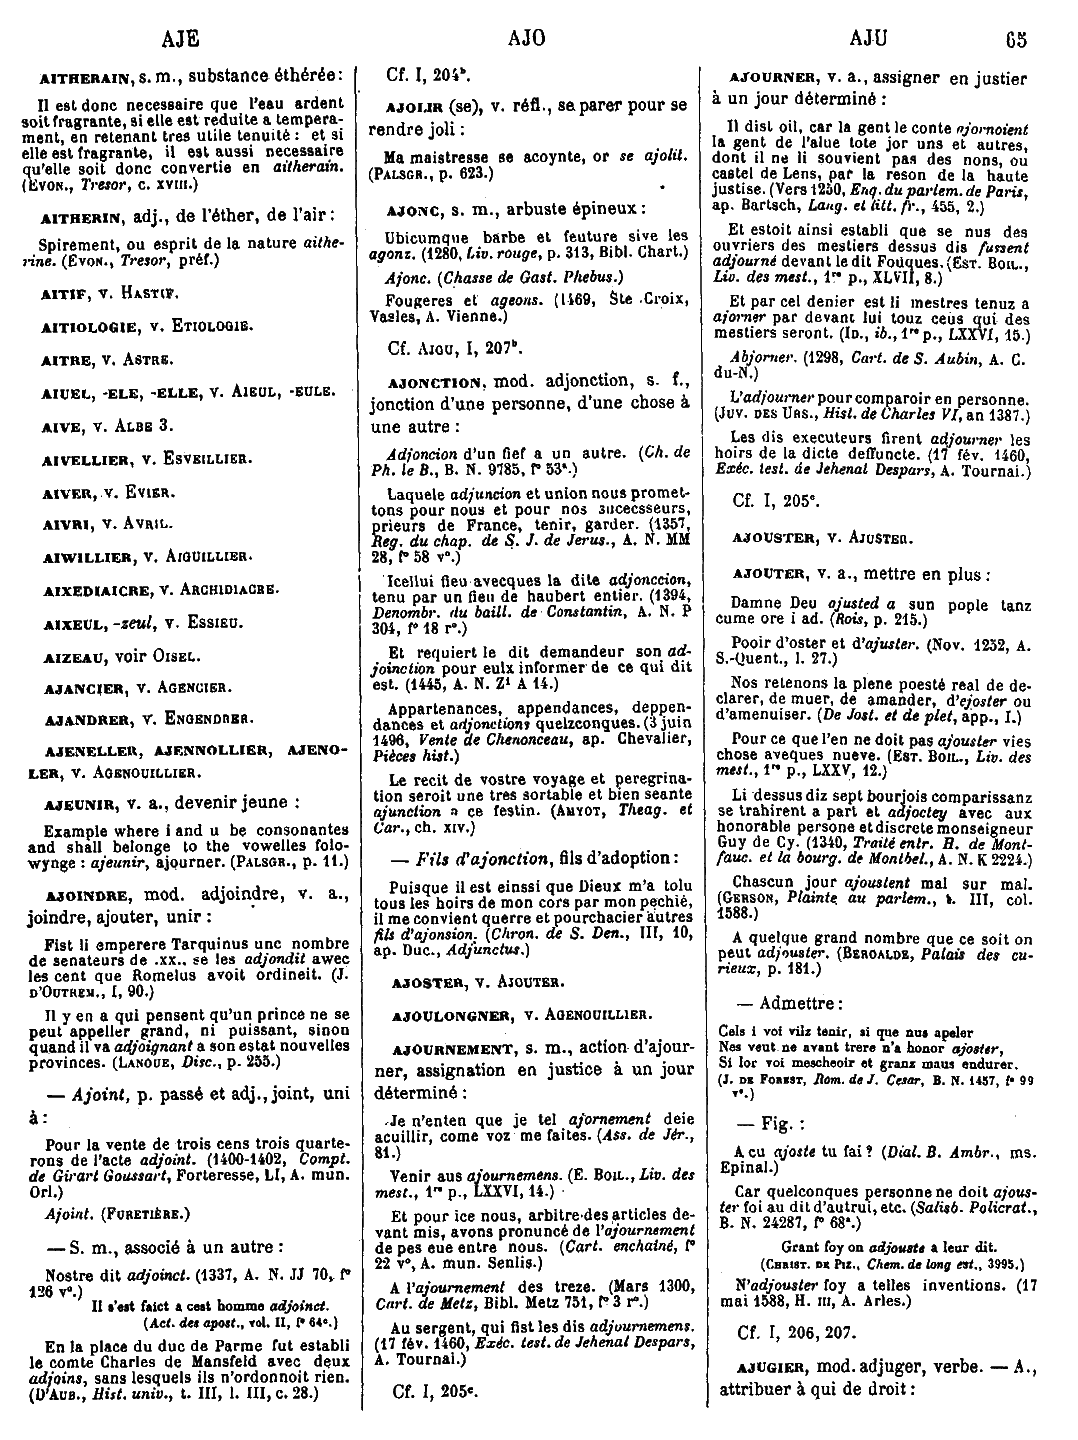 AJE
AJO
AJU
65
AITHERAIN, s. m., substance éthérée :
Il est donc necessaire que l'eau ardent
soit fragrante, si elle est reduite a tempera-
ment, en retenant tres utile tenuité : et si
elle est fragrante, il est aussi necessaire
qu'elle soit donc convertie en aitherain.
(EVON., Tresor, c. XVIII.)
AITHERIN, adj., de l'éther, de l'air :
Spirement, ou esprit de la nature aithe-
rine. (EVON., Tresor, préf.)
AITIF, v. HASTIF.
AITIOLOGIE, v. ETIOLOGIE.
AITRE, v. ASTRE.
AIUEL, -ELE, -ELLE, v. AIEUL, -EULE.
AIVE, v. ALBE 3.
AIVELLIER, v. ESVEILLIER.
AIVER, v. EVIER.
AIVRI, v. AVRIL.
AIWILLIER, v. AIGUILLIER.
AIXEDIAICRE, v. ARCHIDIACRE.
AIXEUL, -zeul, v. ESSIEU.
AIZEAU, voir OISEL.
AJANCIER, v. AGENCIER.
AJANDRER, v. ENGENDRER.
AJENELLER, AJENNOLLIER, AJENO-
LER, v. AGENOUILLIER.
AJEUNIR, v. a., devenir jeune :
Example where i and u be consonantes
and shall belonge to the vowelles folo-
wynge : ajeunir, ajourner. (PALSGR., p. 11.)
AJOINDRE, mod. adjoindre, v. a.,
joindre, ajouter, unir :
Fist li emperere Tarquinus unc nombre
de senateurs de .xx., se les adjondit awec
les cent que Romelus avoit ordineit. (J.
D'OUTREM., I, 90.)
Il y en a qui pensent qu'un prince ne se
peut appeller grand, ni puissant, sinon
quand il va adjoignant a son estat nouvelles
provinces. (LANOUE, Disc., p. 255.)
— Ajoint, p. passé et adj., joint, uni
à :
Pour la vente de trois cens trois quarte-
rons de l'acte adjoint. (1400-1402, Compt.
de Girart Goussart, Forteresse, LI, A. mun.
Orl.)
Ajoint. (FURETIÈRE.)
— S. m., associé à un autre :
Nostre dit adjoinct. (1337, A. N. JJ 70, f°
126 v°.)
Il s'est faict a cest homme adjoinct.
(Act. des apost., vol. II, f° 64ᶜ.)
En la place du duc de Parme fut establi
le comte Charles de Mansfeld avec deux
adjoins, sans lesquels ils n'ordonnoit rien.
(D'AUB., Hist. univ., t. III, l. III, c. 28.)
Cf. I, 204ᵇ.
AJOLIR (se), v. réfl., se parer pour se
rendre joli :
Ma maistresse se acoynte, or se ajolit.
(PALSGR., p. 623.)
AJONC, s. m., arbuste épineux :
Ubicumque barbe et feuture sive les
agonz. (1280, Liv. rouge, p. 313, Bibl. Chart.)
Ajonc. (Chasse de Gast. Phebus.)
Fougeres et ageons. (1469, Ste Croix,
Vasles, A. Vienne.)
Cf. AJOU, I, 207ᵇ.
AJONCTION, mod. adjonction, s. f.,
jonction d'une personne, d'une chose à
une autre :
Adjoncion d'un fief a un autre. (Ch. de
Ph. le B., B. N. 9785, f° 53ᵃ.)
Laquele adjuncion et union nous promet-
tons pour nous et pour nos sucecsseurs,
prieurs de France, tenir, garder. (1357,
Reg. du chap. de S. J. de Jerus., A. N. MM
28, f° 58 v°.)
Icellui fieu avecques la dite adjonccion,
tenu par un fieu de haubert entier. (1394,
Denombr. du baill. de Constantin, A. N. P
304, f° 18 r°.)
Et requiert le dit demandeur son ad-
joinction pour eulx informer de ce qui dit
est. (1445, A. N. Z¹ A 14.)
Appartenances, appendances, deppen-
dances et adjonctions quelzconques. (3 juin
1496, Vente de Chenonceau, ap. Chevalier,
Pièces hist.)
Le recit de vostre voyage et peregrina-
tion seroit une tres sortable et bien seante
ajunction a ce festin. (AMYOT, Theag. et
Car., ch. XIV.)
— Fils d'ajonction, fils d'adoption :
Puisque il est einssi que Dieux m'a tolu
tous les hoirs de mon cors par mon pechié,
il me convient querre et pourchacier autres
fils d'ajonsion. (Chron. de S. Den., III, 10,
ap. Duc., Adjunctus.)
AJOSTER, v. AJOUTER.
AJOULONGNER, v. AGENOUILLIER.
AJOURNEMENT, s. m., action d'ajour-
ner, assignation en justice à un jour
déterminé :
Je n'enten que je tel ajornement deie
acuillir, come voz me faites. (Ass. de Jér.,
81.)
Venir aus ajournemens. (E. BOIL., Liv. des
mest., 1ʳᵉ p., LXXVI, 14.)
Et pour ice nous, arbitre des articles de-
vant mis, avons pronuncé de l'ajournement
de pes eue entre nous. (Cart. enchainé, f°
22 v°, A. mun. Senlis.)
A l'ajournement des treze. (Mars 1300,
Cart. de Metz, Bibl. Metz 751, f° 3 r°.)
Au sergent, qui fist les dis adjournemens.
(17 fév. 1460, Exéc. test. de Jehenal Despars,
A. Tournai.)
Cf. I, 205ᶜ.
AJOURNER, v. a., assigner en justier
à un jour déterminé :
Il dist oil, car la gent le conte ajornoient
la gent de l'alue tote jor uns et autres,
dont il ne li souvient pas des nons, ou
castel de Lens, par la reson de la haute
justise. (Vers 1250, Enq. du parlem. de Paris,
ap. Bartsch, Lang. et litt. fr., 455, 2.)
Et estoit ainsi establi que se nus des
ouvriers des mestiers dessus dis fussent
adjourné devant le dit Fouques. (EST. BOIL.,
Liv. des mest., 1ʳᵉ p., XLVII, 8.)
Et par cel denier est li mestres tenuz a
ajorner par devant lui touz ceus qui des
mestiers seront. (ID., ib., 1ʳᵉ p., LXXVI, 15.)
Abjorner. (1298, Cart. de S. Aubin, A. C.
du-N.)
L'adjourner pour comparoir en personne.
(JUV. DES URS., Hist. de Charles VI, an 1387.)
Les dis executeurs firent adjourner les
hoirs de la dicte deffuncte. (17 fév. 1460,
Exéc. test. de Jehenal Despars, A. Tournai.)
Cf. I, 205ᶜ.
AJOUSTER, v. AJUSTER.
AJOUTER, v. a., mettre en plus :
Damne Deu ajusted a sun pople tanz
cume ore i ad. (Rois, p. 215.)
Pooir d'oster et d'ajuster. (Nov. 1252, A.
S.-Quent., l. 27.)
Nos retenons la plene poesté real de de-
clarer, de muer, de amander, d'ejoster ou
d'amenuiser. (De Jost. et de plet, app., I.)
Pour ce que l'en ne doit pas ajouster vies
chose aveques nueve. (EST. BOIL., Liv. des
mest., 1ʳᵉ p., LXXV, 12.)
Li dessus diz sept bourjois comparissanz
se trahirent a part et adjoctey avec aux
honorable persone et discrete monseigneur
Guy de Cy. (1340, Traité entr. H. de Mont-
fauc. et la bourg. de Montbel., A. N. K 2224.)
Chascun jour ajoustent mal sur mal.
(GERSON, Plainte au parlem., t. III, col.
1588.)
A quelque grand nombre que ce soit on
peut adjouster. (BEROALDE, Palais des cu-
rieux, p. 181.)
— Admettre :
Cels i voi vilz tenir, si que nus apeler
Nes veut ne avant trere n'a honor ajoster,
Si lor voi mescheoir et granz maus endurer.
(J. DE FOREST, Rom. de J. Cesar, B. N. 1457, f° 99
v°.)
— Fig. :
A cu ajoste tu fai ? (Dial. B. Ambr., ms.
Epinal.)
Car quelconques personne ne doit ajous-
ter foi au dit d'autrui, etc. (Salisb. Policrat.,
B. N. 24287, f° 68ᵃ.)
Grant foy on adjouste a leur dit.
(CHRIST. DE PIZ., Chem. de long est., 3995.)
N'adjouster foy a telles inventions. (17
mai 1588, H. III, A. Arles.)
Cf. I, 206, 207.
AJUGIER, mod. adjuger, verbe. — A.,
attribuer à qui de droit :